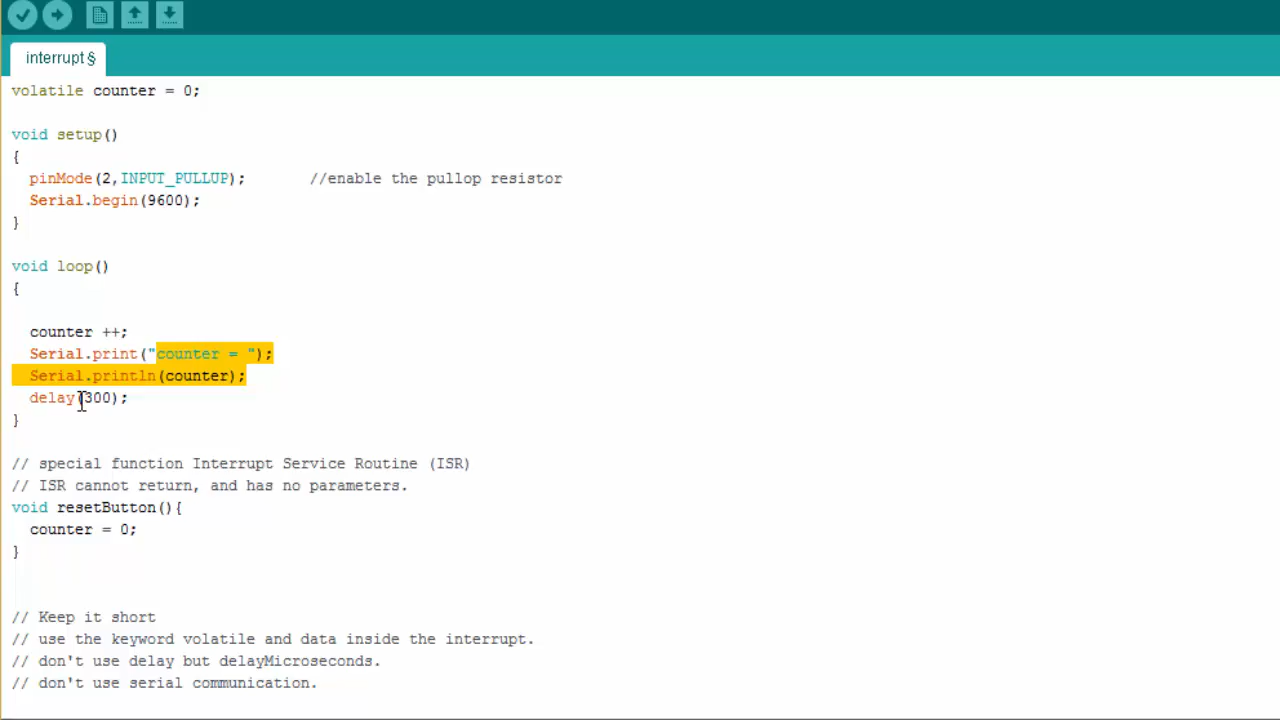 interrupt §
volatile counter = 0;
void setup()
{
pinMode(2,INPUT_PULLUP); //enable the pullop resistor
Serial.begin(9600);
}
void loop()
{
counter ++;
Serial.print("counter = ");
Serial.println(counter);
delay(300);
}
// special function Interrupt Service Routine (ISR)
// ISR cannot return, and has no parameters.
void resetButton(){
counter = 0;
}
// Keep it short
// use the keyword volatile and data inside the interrupt.
// don't use delay but delayMicroseconds.
// don't use serial communication.